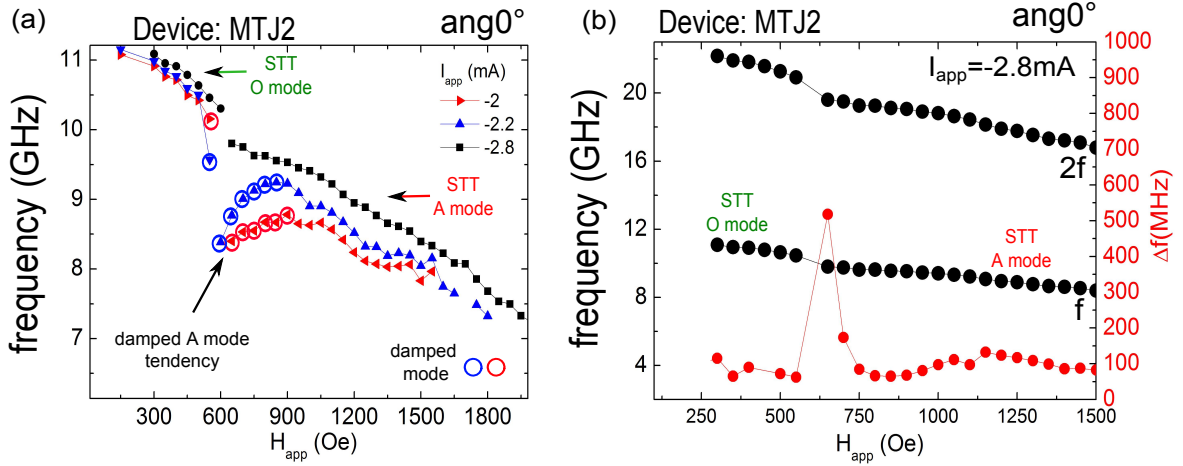 (a)
Device: MTJ2
ang0°
frequency (GHz)
11
10
9
8
7
STT
O mode
I_app (mA)
-2
-2.2
-2.8
STT
A mode
damped A mode
tendency
damped
mode
300
600
900
1200
1500
1800
H_app (Oe)
(b)
Device: MTJ2
ang0°
I_app=-2.8mA
frequency (GHz)
20
16
12
8
4
2f
STT
O mode
STT
A mode
f
250
500
750
1000
1250
1500
H_app (Oe)
1000
900
800
700
600
500
400
300
200
100
0
Δf(MHz)